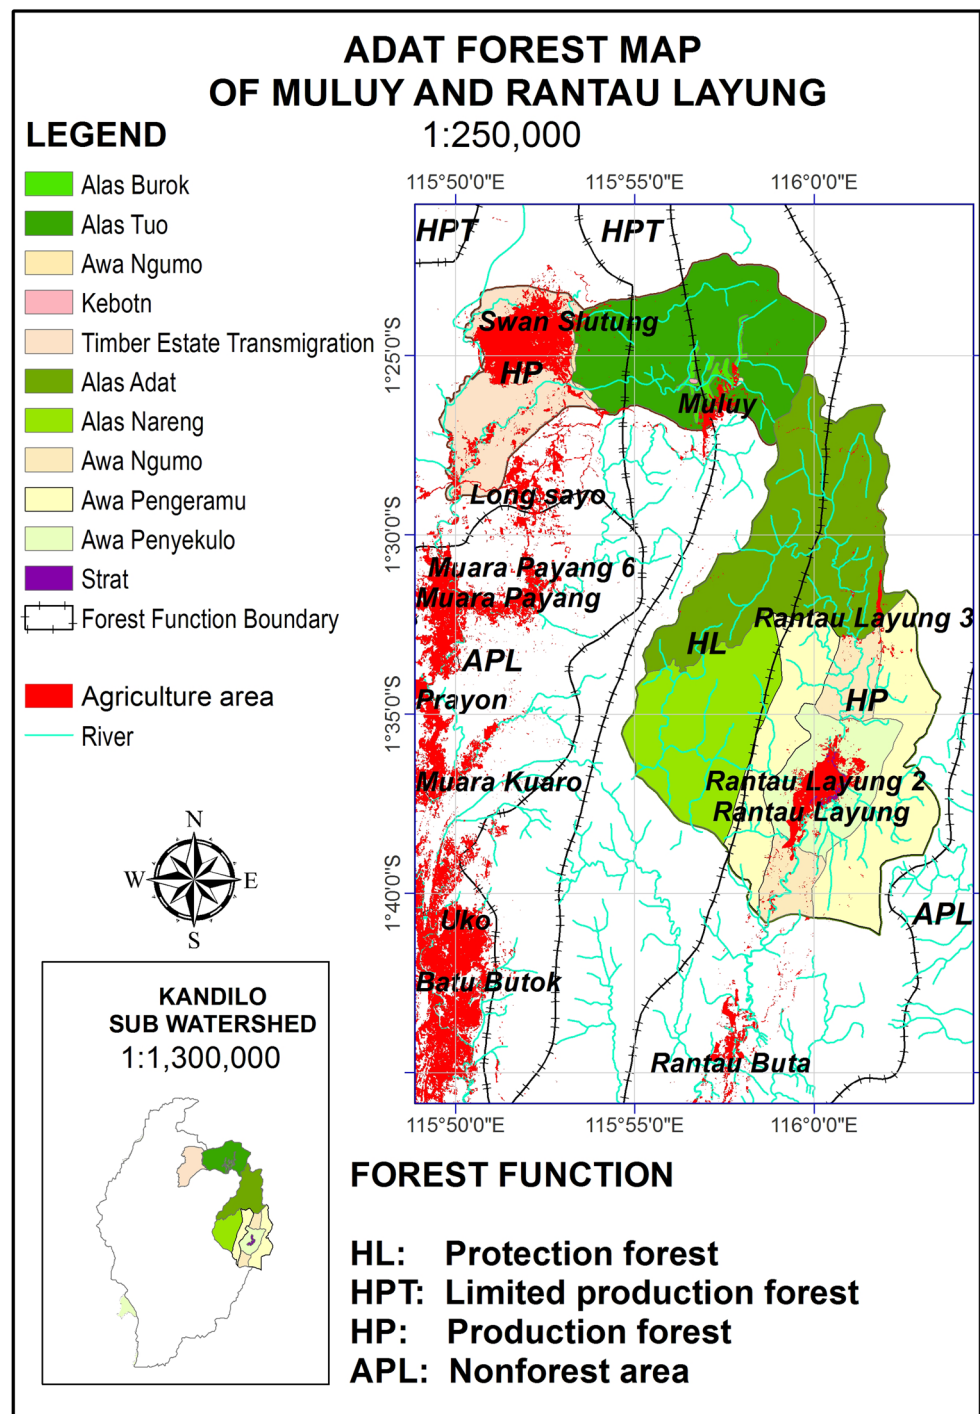 ADAT FOREST MAP
OF MULUY AND RANTAU LAYUNG
1:250,000
LEGEND
Alas Burok
Alas Tuo
Awa Ngumo
Kebotn
Timber Estate Transmigration
Alas Adat
Alas Nareng
Awa Ngumo
Awa Pengeramu
Awa Penyekulo
Strat
Forest Function Boundary
Agriculture area
River
N
W E
S
KANDILO
SUB WATERSHED
1:1,300,000
115°50'0"E 115°55'0"E 116°0'0"E
1°25'0"S
1°30'0"S
1°35'0"S
1°40'0"S
HPT HPT
Swan Slutung
HP
Muluy
Long sayo
Muara Payang 6
Muara Payang
Rantau Layung 3
HL
APL
HP
Prayon
Muara Kuaro
Rantau Layung 2
Rantau Layung
Uko
APL
Batu Butok
Rantau Buta
115°50'0"E 115°55'0"E 116°0'0"E
FOREST FUNCTION
HL: Protection forest
HPT: Limited production forest
HP: Production forest
APL: Nonforest area